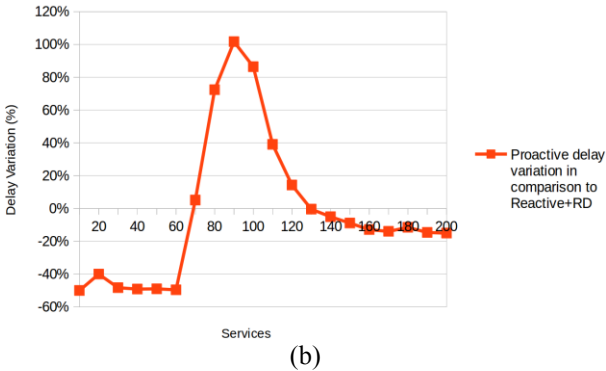 120%
100%
80%
60%
40%
20%
0%
-20%
-40%
-60%
Delay Variation (%)
20 40 60 80 100 120 140 160 180 200
Services
Proactive delay
variation in
comparison to
Reactive+RD
(b)